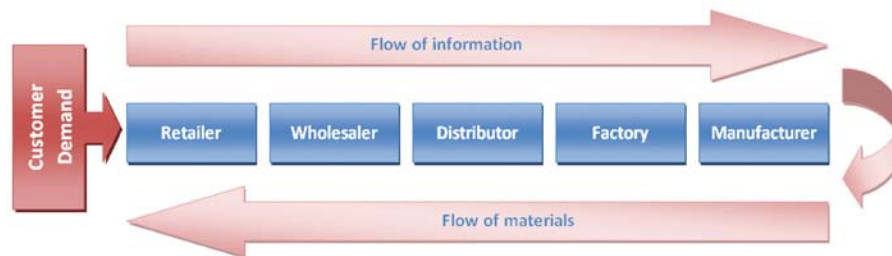 Flow of information
Customer
Demand
Retailer
Wholesaler
Distributor
Factory
Manufacturer
Flow of materials